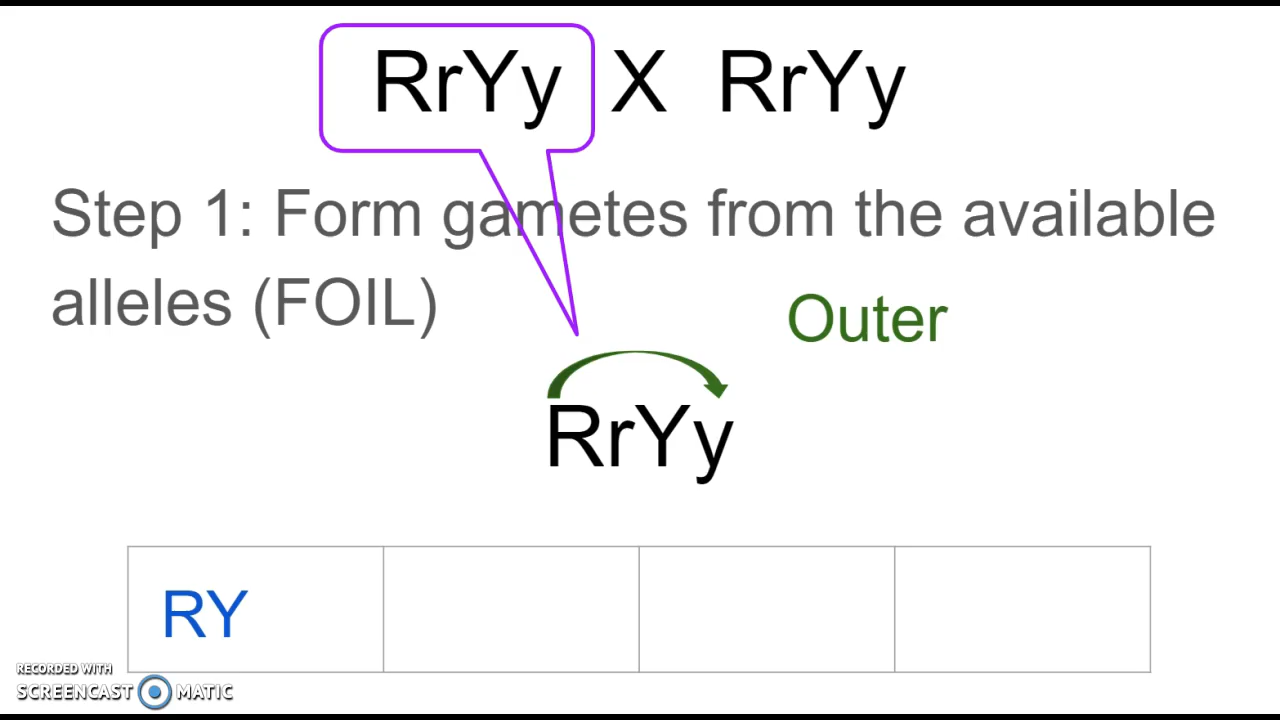 RrYy X RrYy
Step 1: Form gametes from the available
alleles (FOIL)
Outer
RrYy
RY
RECORDED WITH
SCREENCAST MATIC